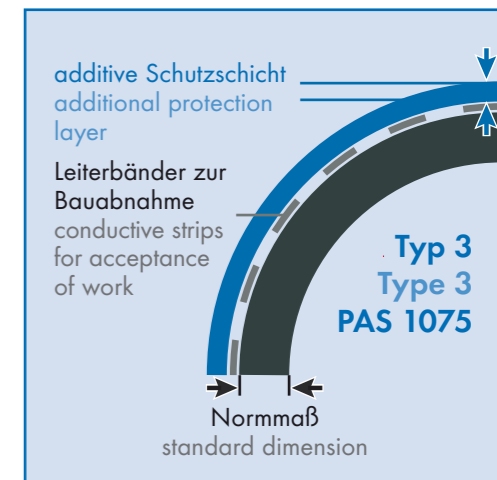 additive Schutzschicht
additional protection
layer
Leiterbänder zur
Bauabnahme
conductive strips
for acceptance
of work
Typ 3
Type 3
PAS 1075
Normmaß
standard dimension